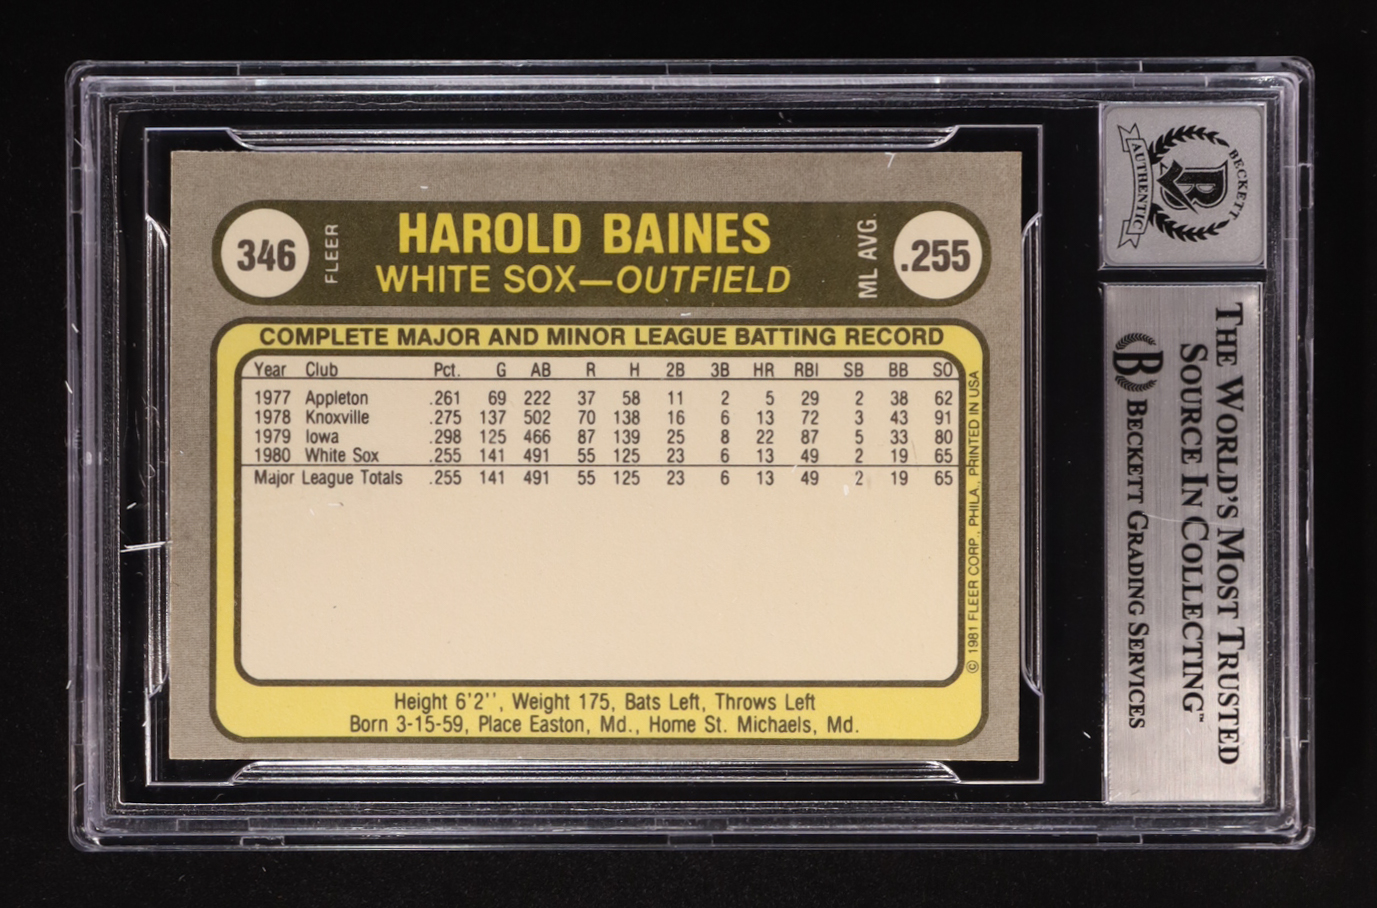 346
FLEER
HAROLD BAINES
WHITE SOX—OUTFIELD
ML AVG.
.255
COMPLETE MAJOR AND MINOR LEAGUE BATTING RECORD
Year Club Pct. G AB R H 2B 3B HR RBI SB BB SO
1977 Appleton .261 69 222 37 58 11 2 5 29 2 38 62
1978 Knoxville .275 137 502 70 138 16 6 13 72 3 43 91
1979 Iowa .298 125 466 87 139 25 8 22 87 5 33 80
1980 White Sox .255 141 491 55 125 23 6 13 49 2 19 65
Major League Totals .255 141 491 55 125 23 6 13 49 2 19 65
© 1981 FLEER CORP., PHILA., PRINTED IN USA
Height 6'2'', Weight 175, Bats Left, Throws Left
Born 3-15-59, Place Easton, Md., Home St. Michaels, Md.
BECKETT
B
AUTHENTIC
THE WORLD'S MOST TRUSTED
SOURCE IN COLLECTING™
B BECKETT GRADING SERVICES